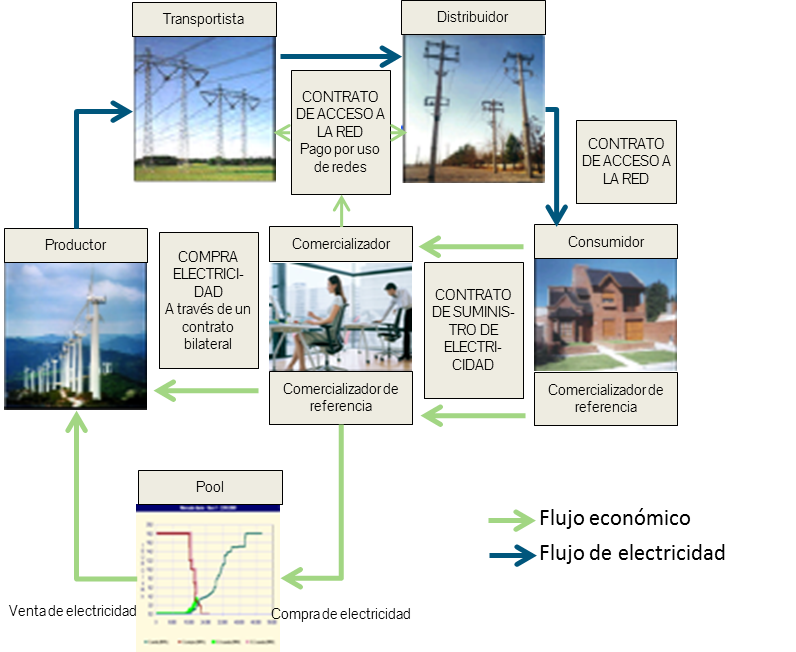 Transportista
Distribuidor
CONTRATO
DE ACCESO A
LA RED
Pago por uso
de redes
CONTRATO
DE ACCESO A
LA RED
Productor
COMPRA
ELECTRICI-
DAD
A través de un
contrato
bilateral
Comercializador
CONTRATO
DE SUMINIS-
TRO DE
ELECTRI-
CIDAD
Consumidor
Comercializador de
referencia
Comercializador de
referencia
Pool
Flujo económico
Flujo de electricidad
Venta de electricidad
Compra de electricidad